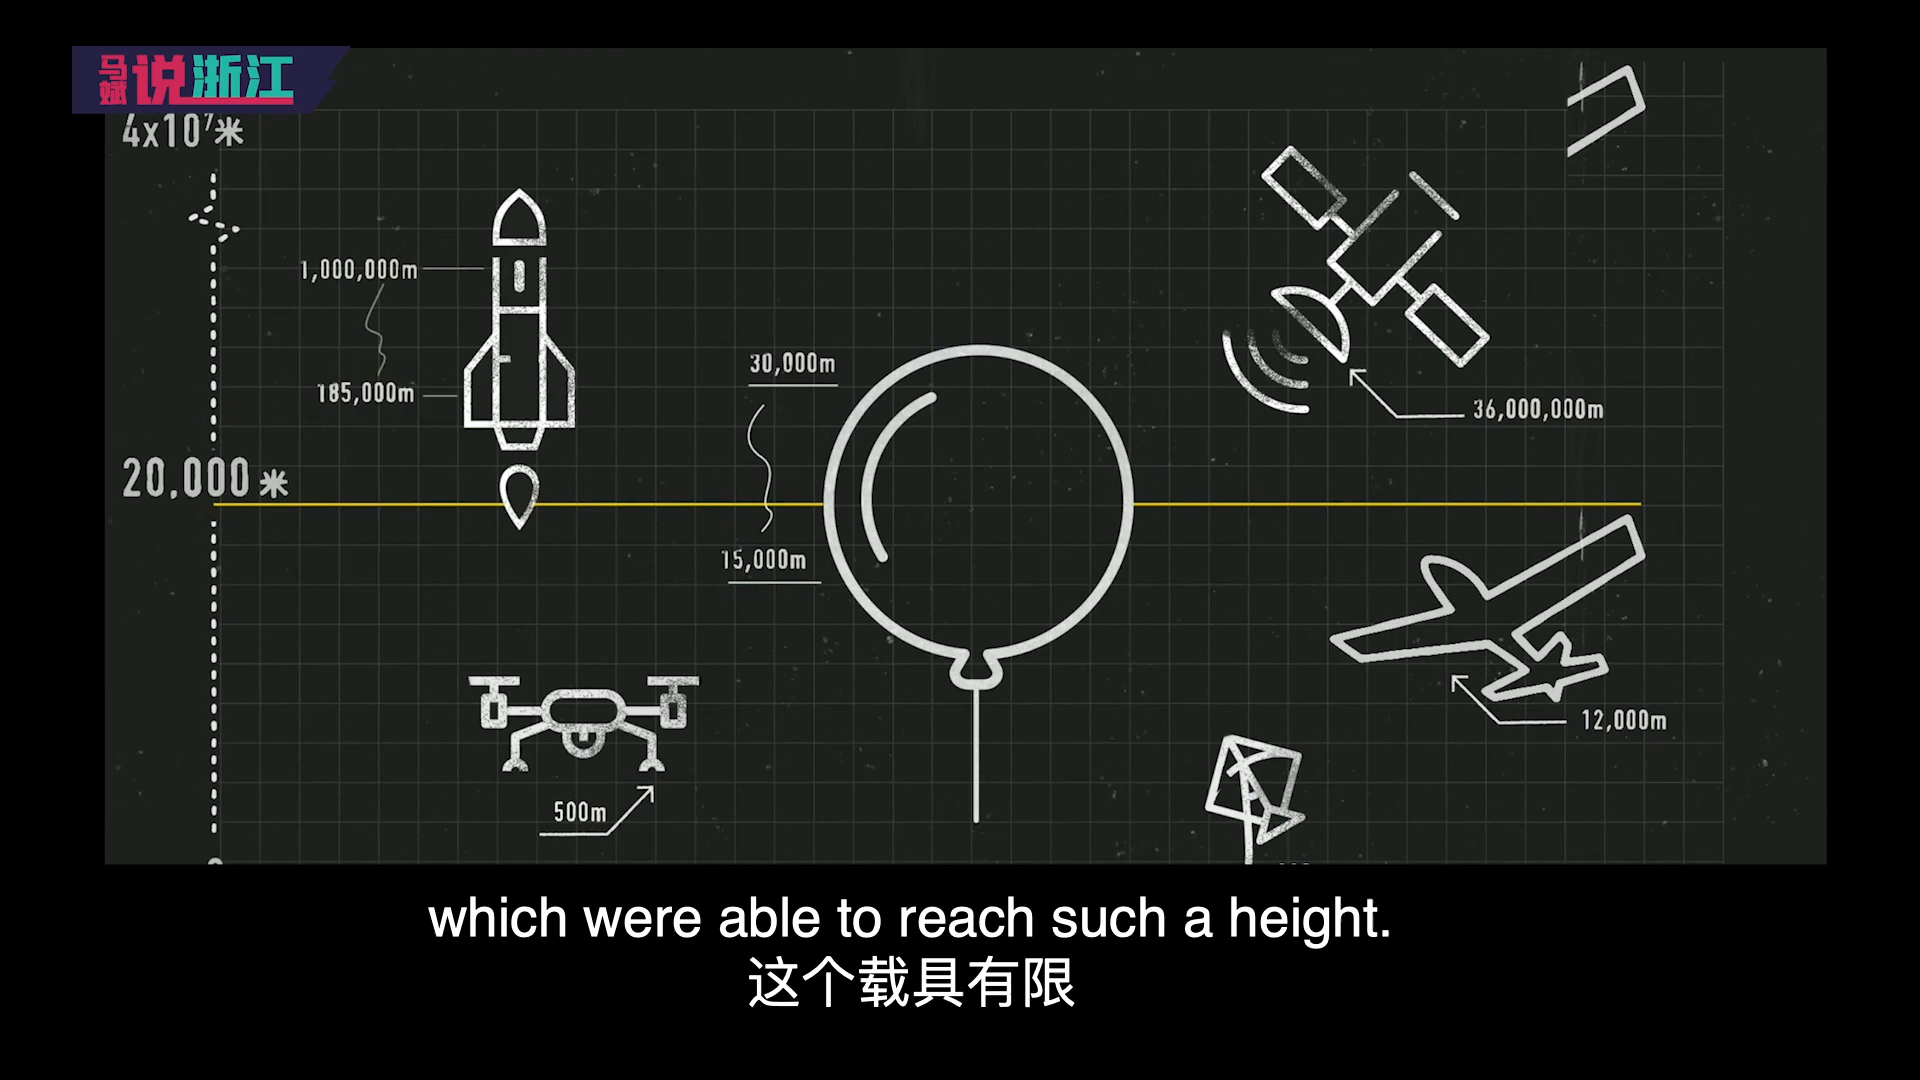 马斌说浙江
4x10⁷米
1,000,000m
185,000m
30,000m
36,000,000m
20,000米
15,000m
12,000m
500m
which were able to reach such a height.
这个载具有限